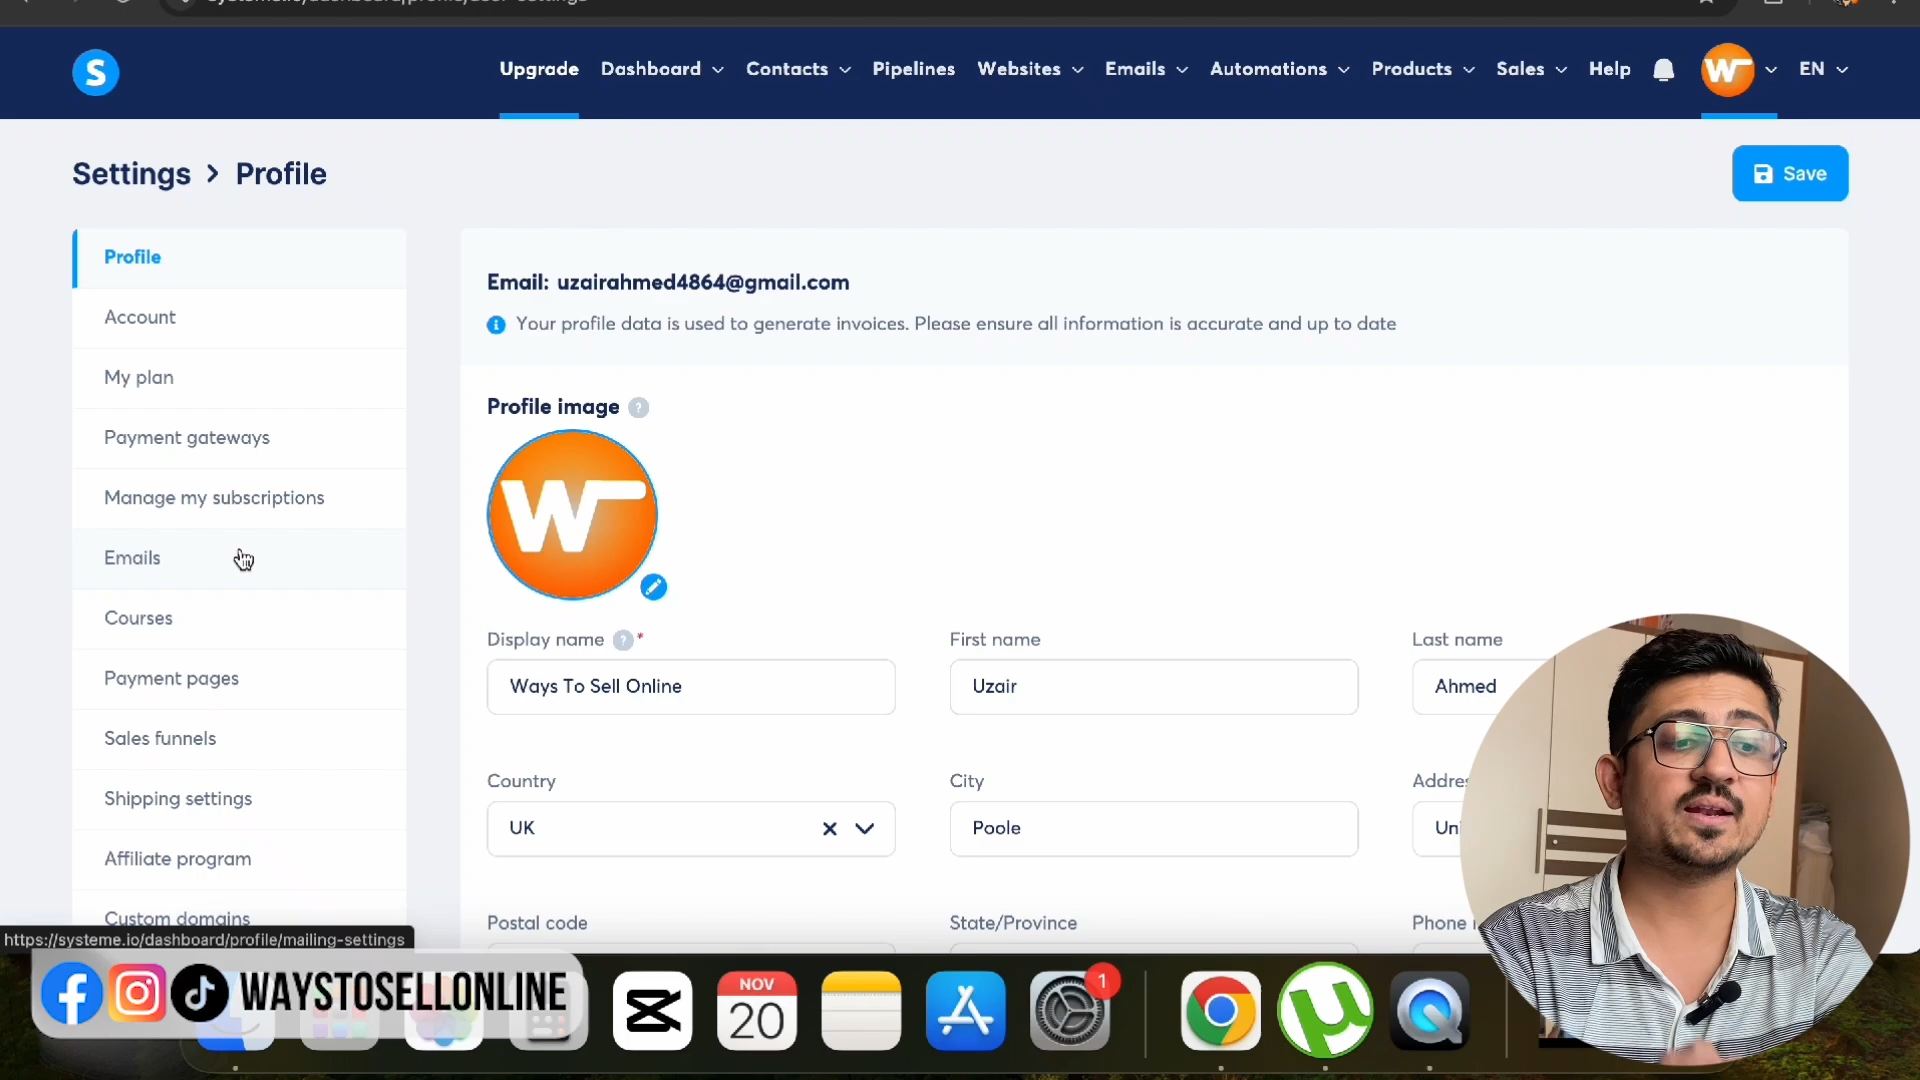 S
Upgrade Dashboard Contacts Pipelines Websites Emails Automations Products Sales Help W EN
Settings > Profile
Save
Profile
Account
My plan
Payment gateways
Manage my subscriptions
Emails
Courses
Payment pages
Sales funnels
Shipping settings
Affiliate program
Custom domains
Email: uzairahmed4864@gmail.com
Your profile data is used to generate invoices. Please ensure all information is accurate and up to date
Profile image ?
W
Display name ? *
First name
Last name
Ways To Sell Online
Uzair
Ahmed
Country
City
UK
Poole
Postal code
State/Province
Phone
https://systeme.io/dashboard/profile/mailing-settings
WAYSTOSELLONLINE
NOV
20
1